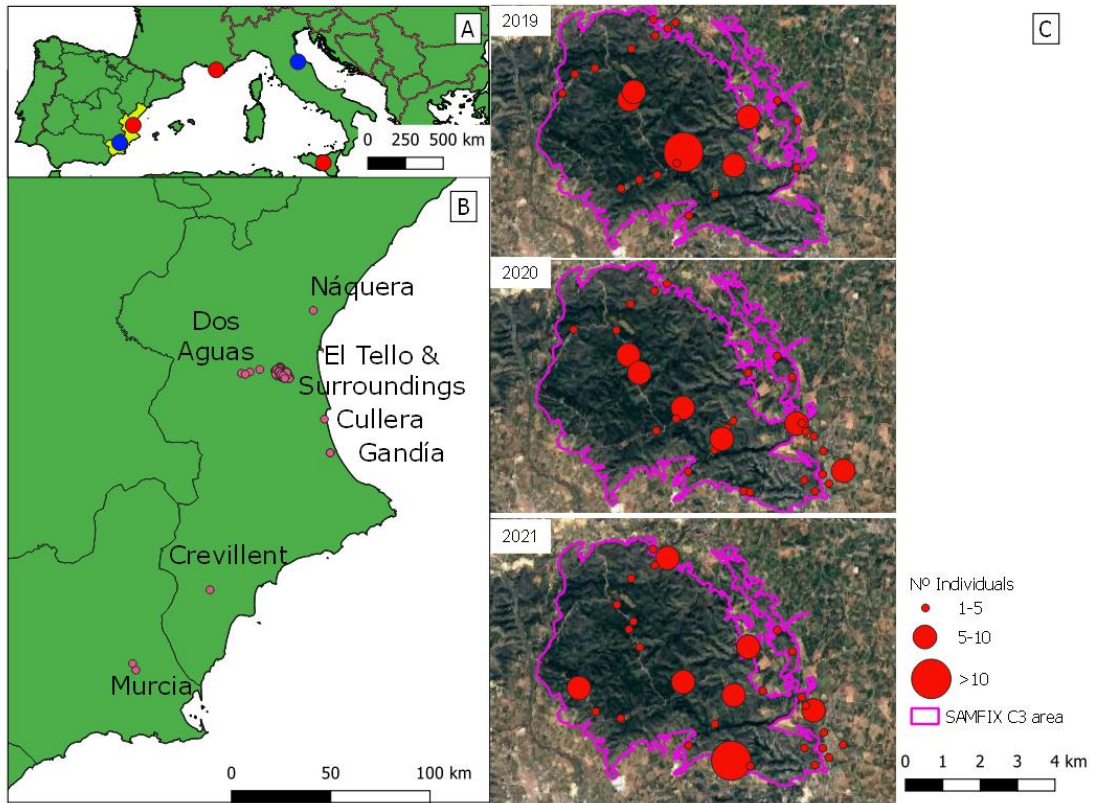 A
0 250 500 km
B
Náquera
Dos
Aguas
El Tello &
Surroundings
Cullera
Gandía
Crevillent
Murcia
0 50 100 km
2019
C
2020
2021
Nº Individuals
1-5
5-10
>10
SAMFIX C3 area
0 1 2 3 4 km